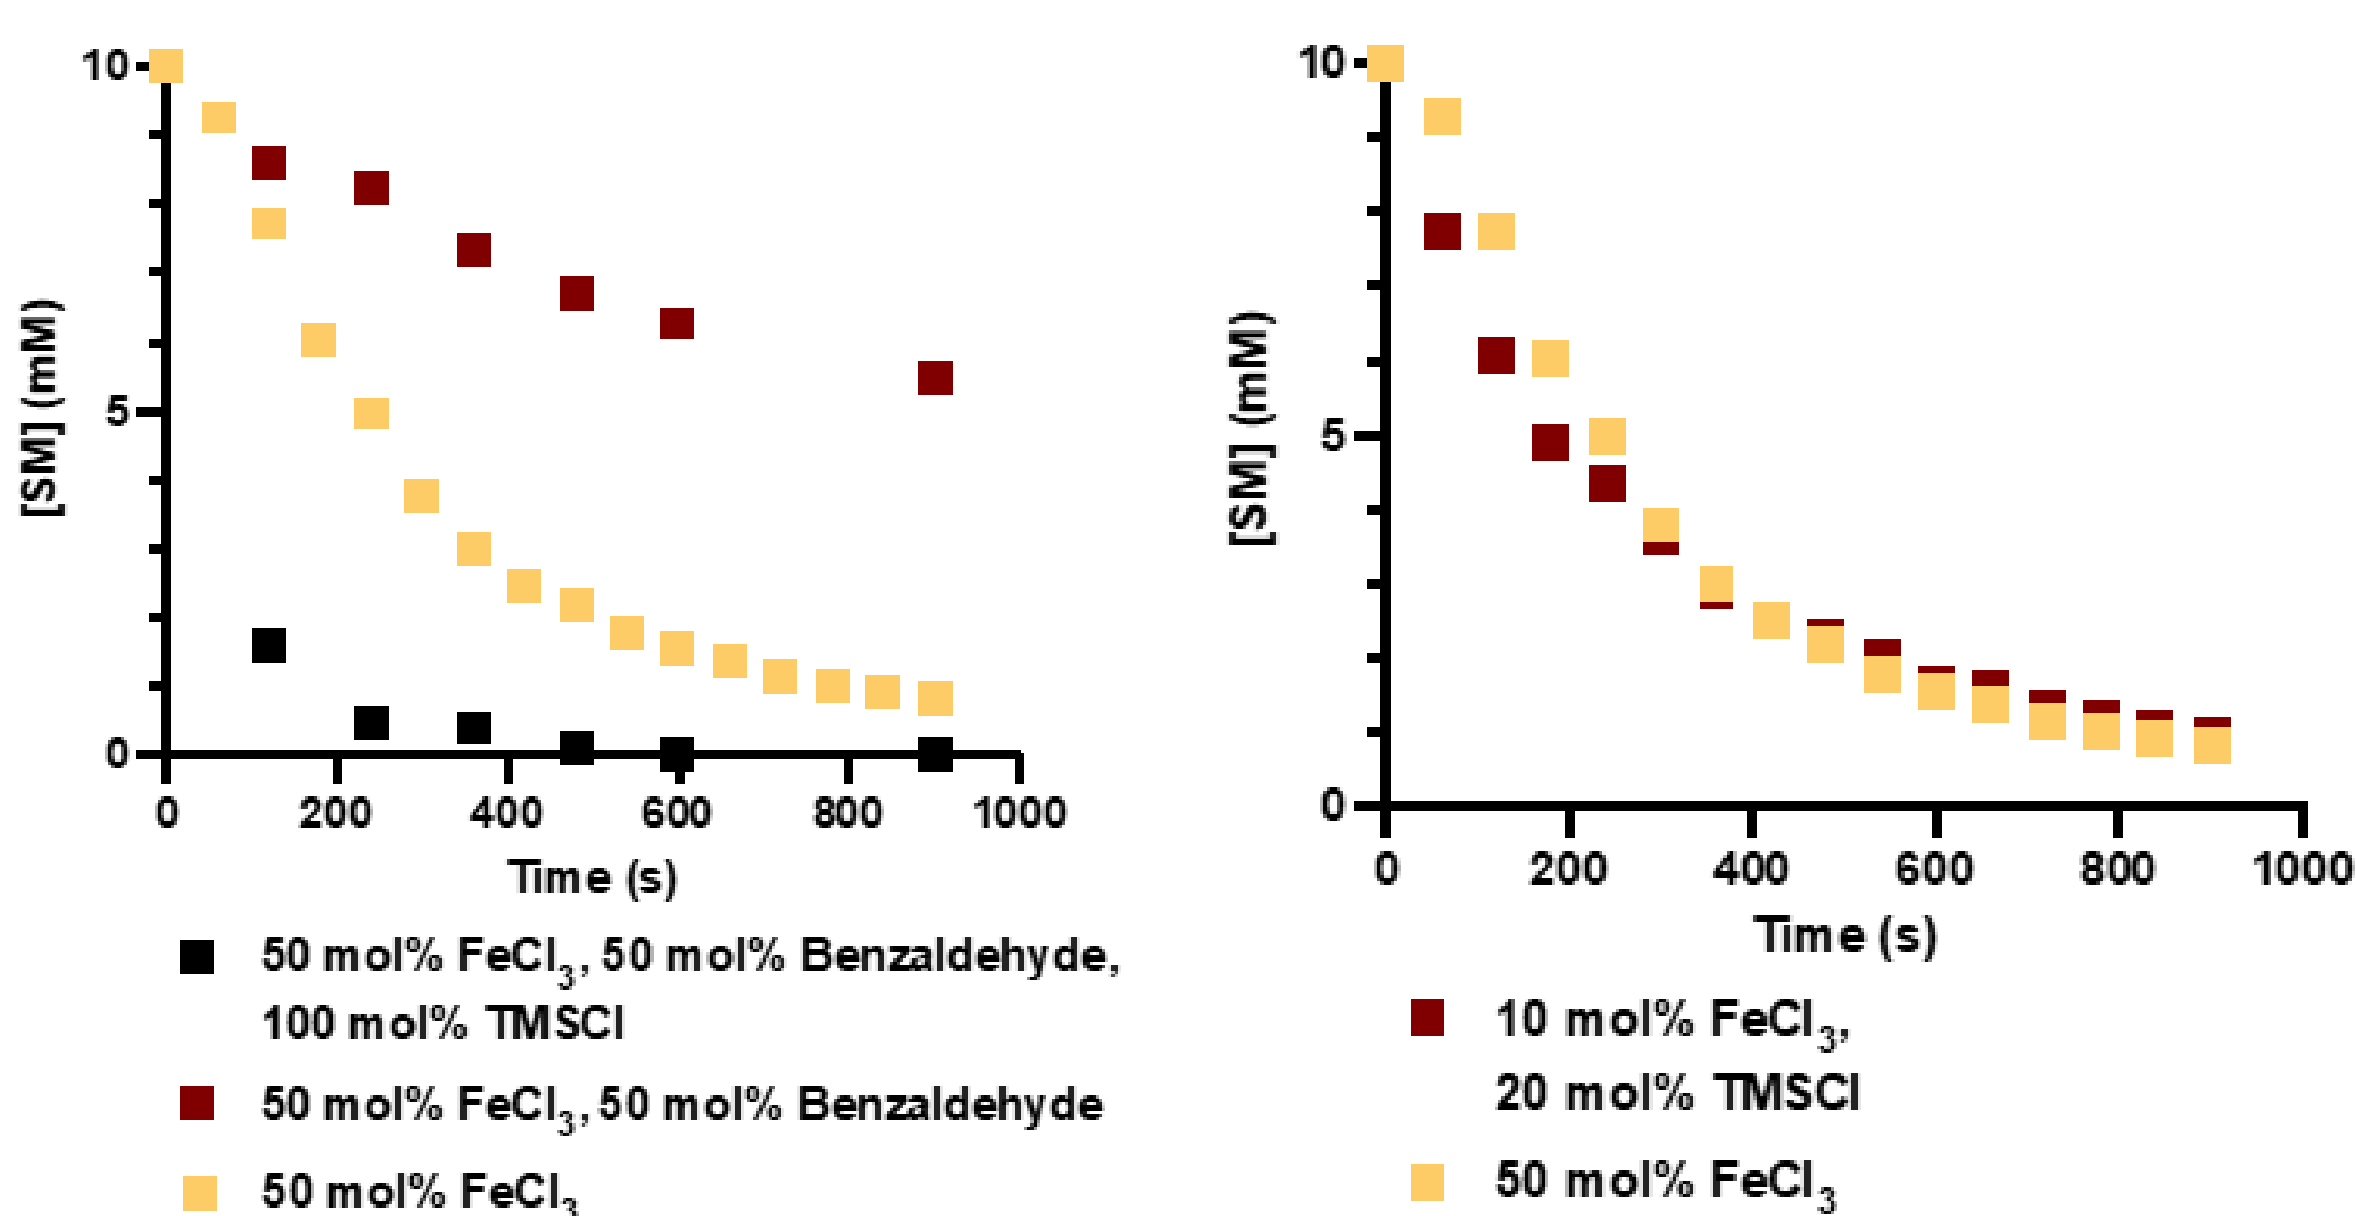 10
5
0
[SM] (mM)
0 200 400 600 800 1000
Time (s)
50 mol% FeCl₃, 50 mol% Benzaldehyde,
100 mol% TMSCl
50 mol% FeCl₃, 50 mol% Benzaldehyde
50 mol% FeCl₃
10
5
0
[SM] (mM)
0 200 400 600 800 1000
Time (s)
10 mol% FeCl₃,
20 mol% TMSCl
50 mol% FeCl₃